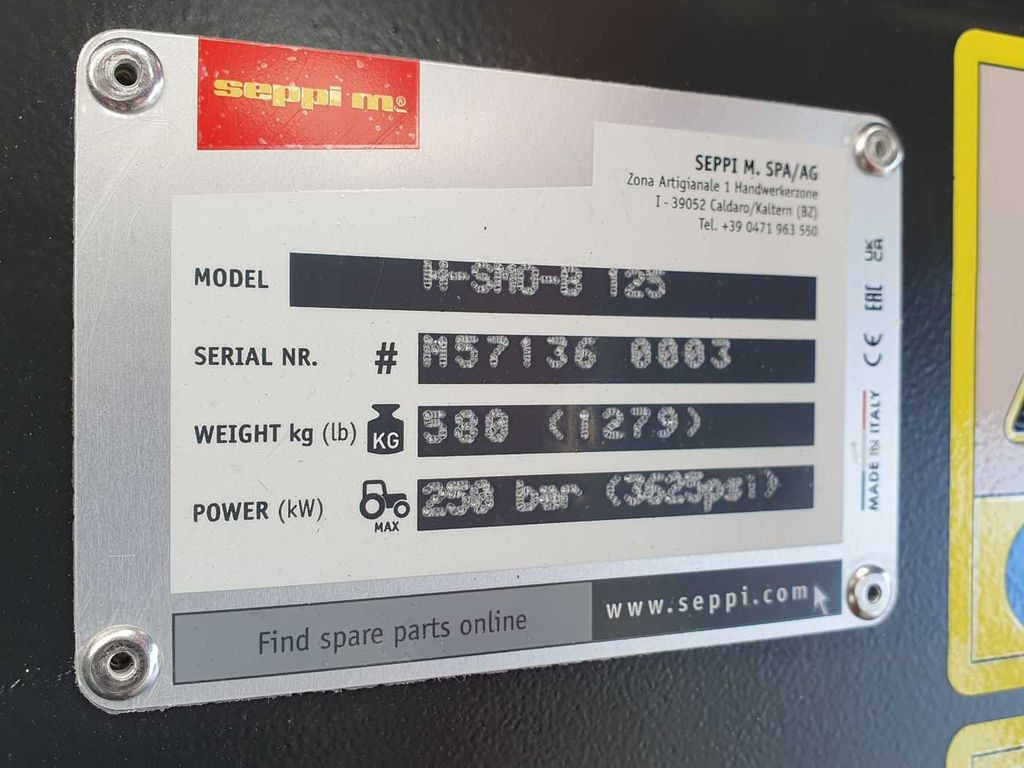 seppi m®
SEPPI M. SPA/AG
Zona Artigianale 1 Handwerkerzone
I - 39052 Caldaro/Kaltern (BZ)
Tel. +39 0471 963 550
MODEL H-SMO-B 125
SERIAL NR. # M57136 0003
WEIGHT kg (lb) KG 580 (1279)
POWER (kW) MAX 250 bar (3625psi)
MADE IN ITALY CE EAC UKCA
Find spare parts online www.seppi.com